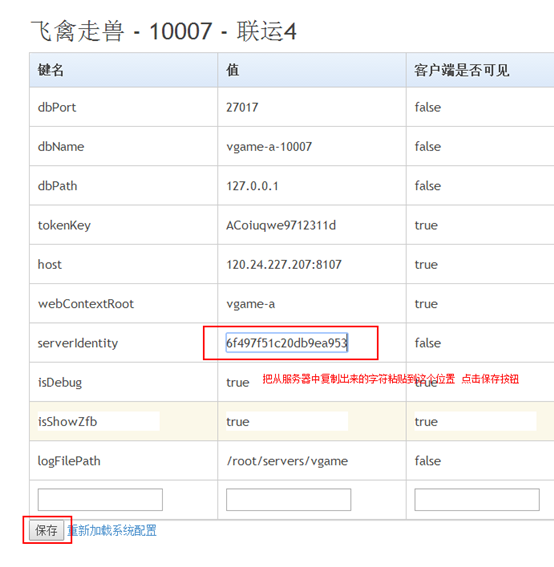 飞禽走兽 - 10007 - 联运4
键名 值 客户端是否可见
dbPort 27017 false
dbName vgame-a-10007 false
dbPath 127.0.0.1 false
tokenKey ACoiuqwe9712311d true
host 120.24.227.207:8107 true
webContextRoot vgame-a true
serverIdentity 6f497f51c20db9ea953 false
isDebug true true
把从服务器中复制出来的字符粘贴到这个位置 点击保存按钮
isShowZfb true true
logFilePath /root/servers/vgame false
保存 重新加载系统配置